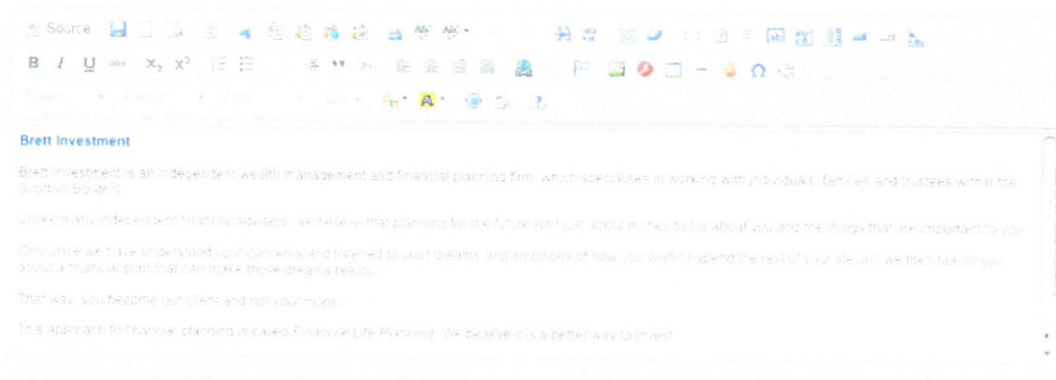 Source
B I U abc X₂ X²
Styles Format Font Size A
Brett Investment
Brett Investment is an independent wealth management and financial planning firm, which specialises in working with individuals, families and trustees within the
Scottish Borders.
Unlike many independent financial advisers, we believe that planning for the future isn't just about money but is about you and the things that are important to you.
Only once we have understood your concerns and listened to your dreams and ambitions of how you wish to spend the rest of your life, will we then talk to you
about a financial plan that can make those dreams reality.
That way, you become our client and not your money.
This approach to financial planning is called Financial Life Planning. We believe it is a better way to invest.